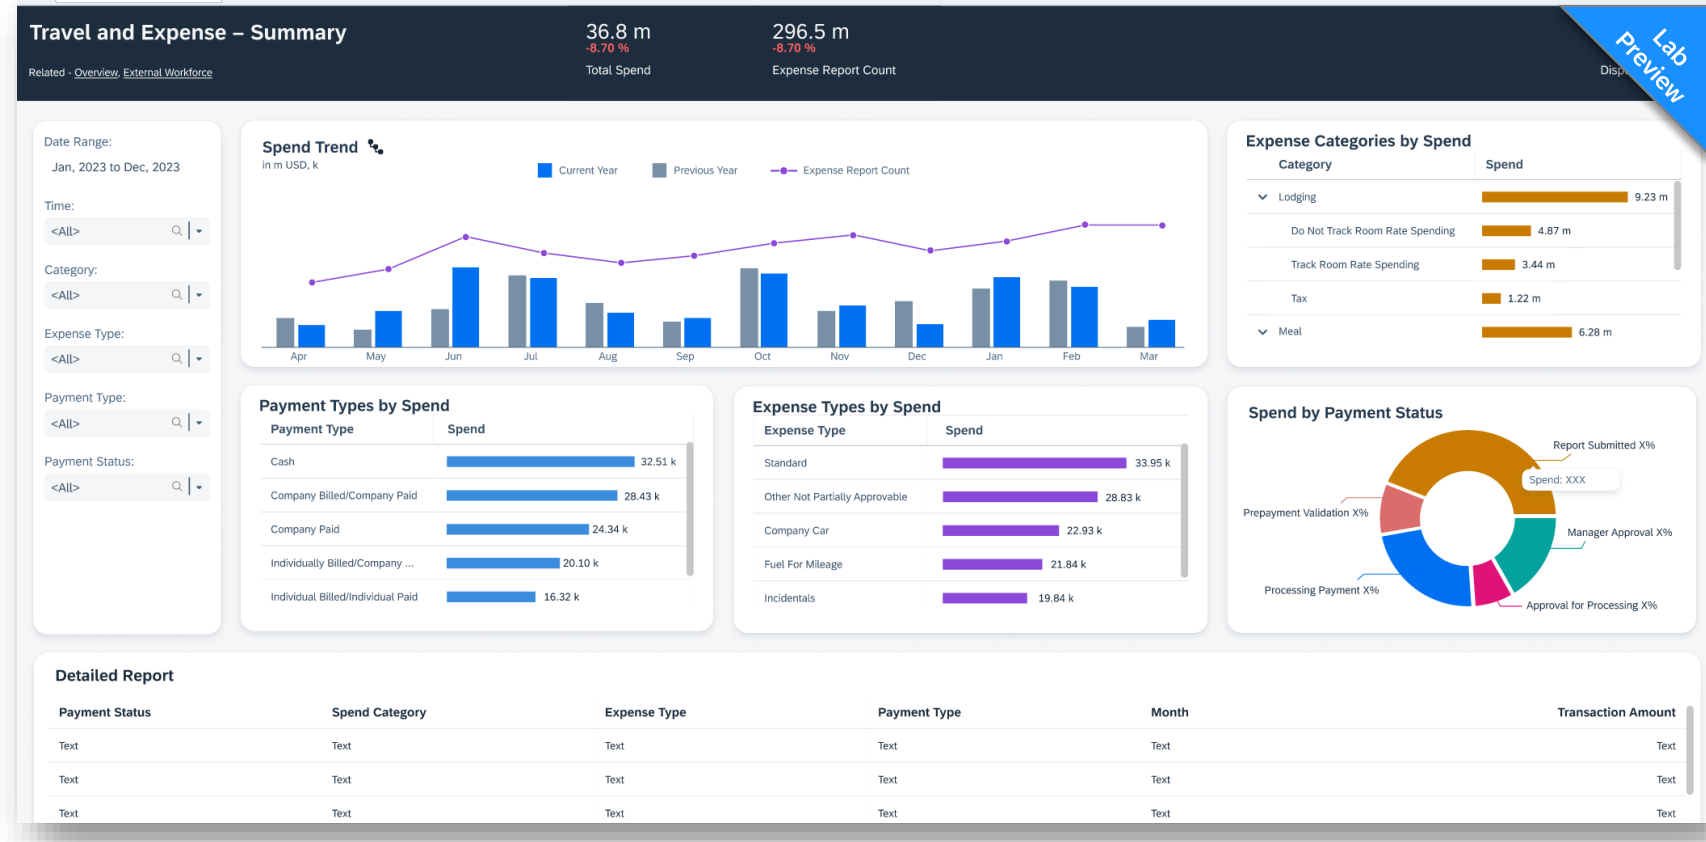 Travel and Expense – Summary
Related - Overview, External Workforce
36.8 m
-8.70 %
Total Spend
296.5 m
-8.70 %
Expense Report Count
Lab
Preview
Date Range:
Jan, 2023 to Dec, 2023
Time:
<All>
Category:
<All>
Expense Type:
<All>
Payment Type:
<All>
Payment Status:
<All>
Spend Trend
in m USD, k
Current Year Previous Year Expense Report Count
Apr May Jun Jul Aug Sep Oct Nov Dec Jan Feb Mar
Expense Categories by Spend
Category Spend
Lodging 9.23 m
Do Not Track Room Rate Spending 4.87 m
Track Room Rate Spending 3.44 m
Tax 1.22 m
Meal 6.28 m
Payment Types by Spend
Payment Type Spend
Cash 32.51 k
Company Billed/Company Paid 28.43 k
Company Paid 24.34 k
Individually Billed/Company ... 20.10 k
Individual Billed/Individual Paid 16.32 k
Expense Types by Spend
Expense Type Spend
Standard 33.95 k
Other Not Partially Approvable 28.83 k
Company Car 22.93 k
Fuel For Mileage 21.84 k
Incidentals 19.84 k
Spend by Payment Status
Report Submitted X%
Spend: XXX
Prepayment Validation X%
Manager Approval X%
Processing Payment X%
Approval for Processing X%
Detailed Report
Payment Status Spend Category Expense Type Payment Type Month Transaction Amount
Text Text Text Text Text Text
Text Text Text Text Text Text
Text Text Text Text Text Text